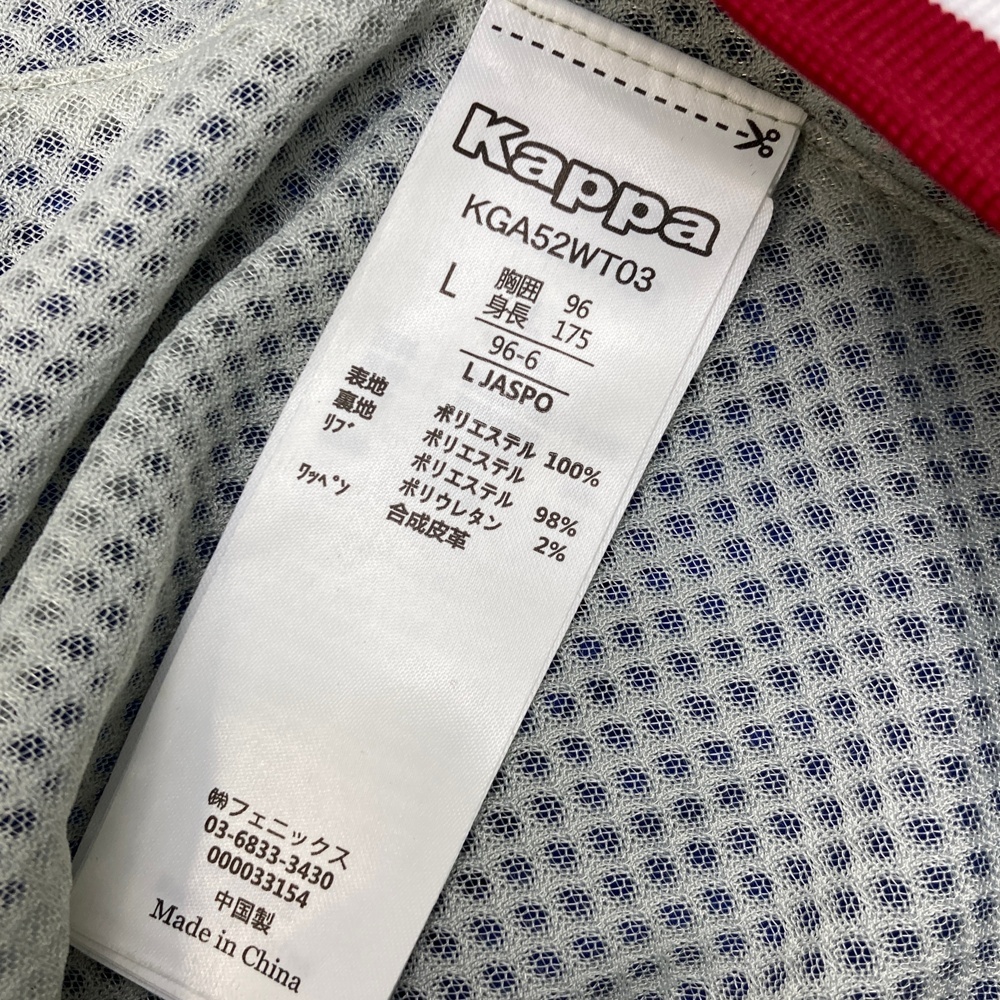 Kappa
KGA52WT03
L 胸囲 96
身長 175
96-6
L JASPO
表地 ポリエステル 100%
裏地 ポリエステル
リブ ポリエステル 98%
ポリウレタン 2%
ワッペン 合成皮革
㈱フェニックス
03-6833-3430
000033154
中国製
Made in China